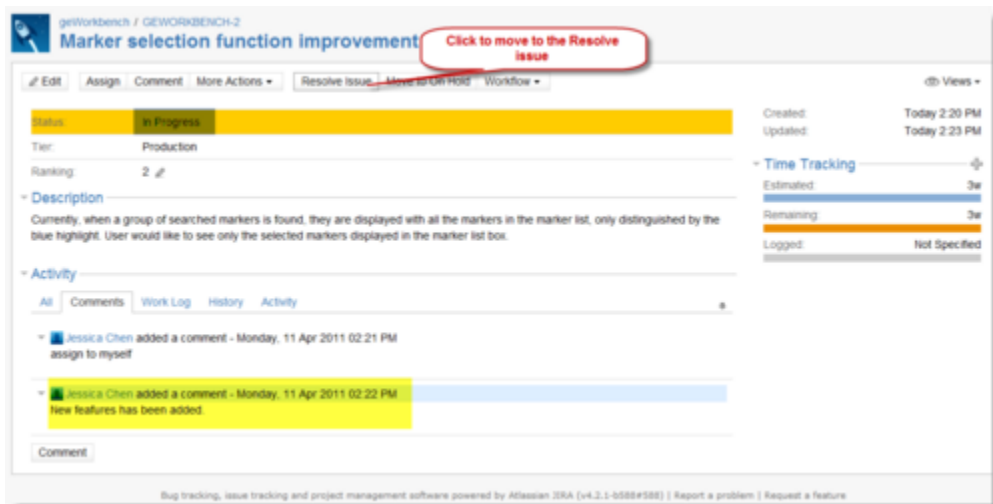 geWorkbench / GEWORKBENCH-2
Marker selection function improvement
Click to move to the Resolve
issue
Edit Assign Comment More Actions Resolve Issue Move to On Hold Workflow Views
Status: In Progress
Tier: Production
Ranking: 2
Created: Today 2:20 PM
Updated: Today 2:23 PM
Time Tracking
Estimated: 3w
Remaining: 3w
Logged: Not Specified
Description
Currently, when a group of searched markers is found, they are displayed with all the markers in the marker list, only distinguished by the
blue highlight. User would like to see only the selected markers displayed in the marker list box.
Activity
All Comments Work Log History Activity
Jessica Chen added a comment - Monday, 11 Apr 2011 02:21 PM
assign to myself
Jessica Chen added a comment - Monday, 11 Apr 2011 02:22 PM
New features has been added.
Comment
Bug tracking, issue tracking and project management software powered by Atlassian JIRA (v4.2.1-b588#588) | Report a problem | Request a feature